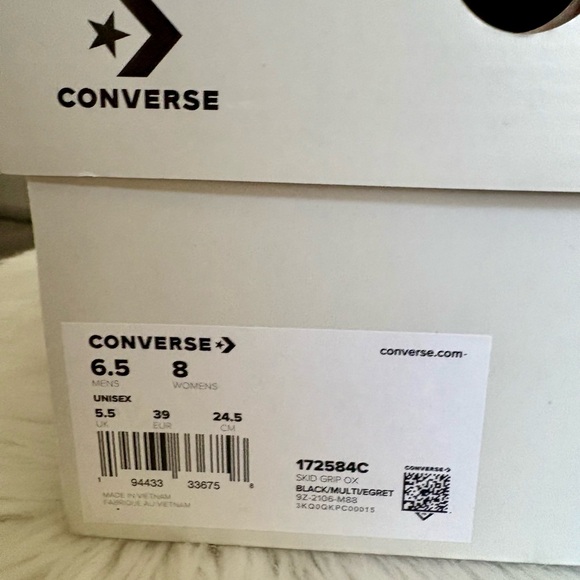 CONVERSE
CONVERSE
converse.com
6.5 8
MENS WOMENS
UNISEX
5.5 39 24.5
UK EUR CM
1 94433 33675 8
MADE IN VIETNAM
FABRIQUE AU VIETNAM
172584C
SKID GRIP OX
BLACK/MULTI/EGRET
9Z-2106-M88
3KQ0QKPC00015
CONVERSE